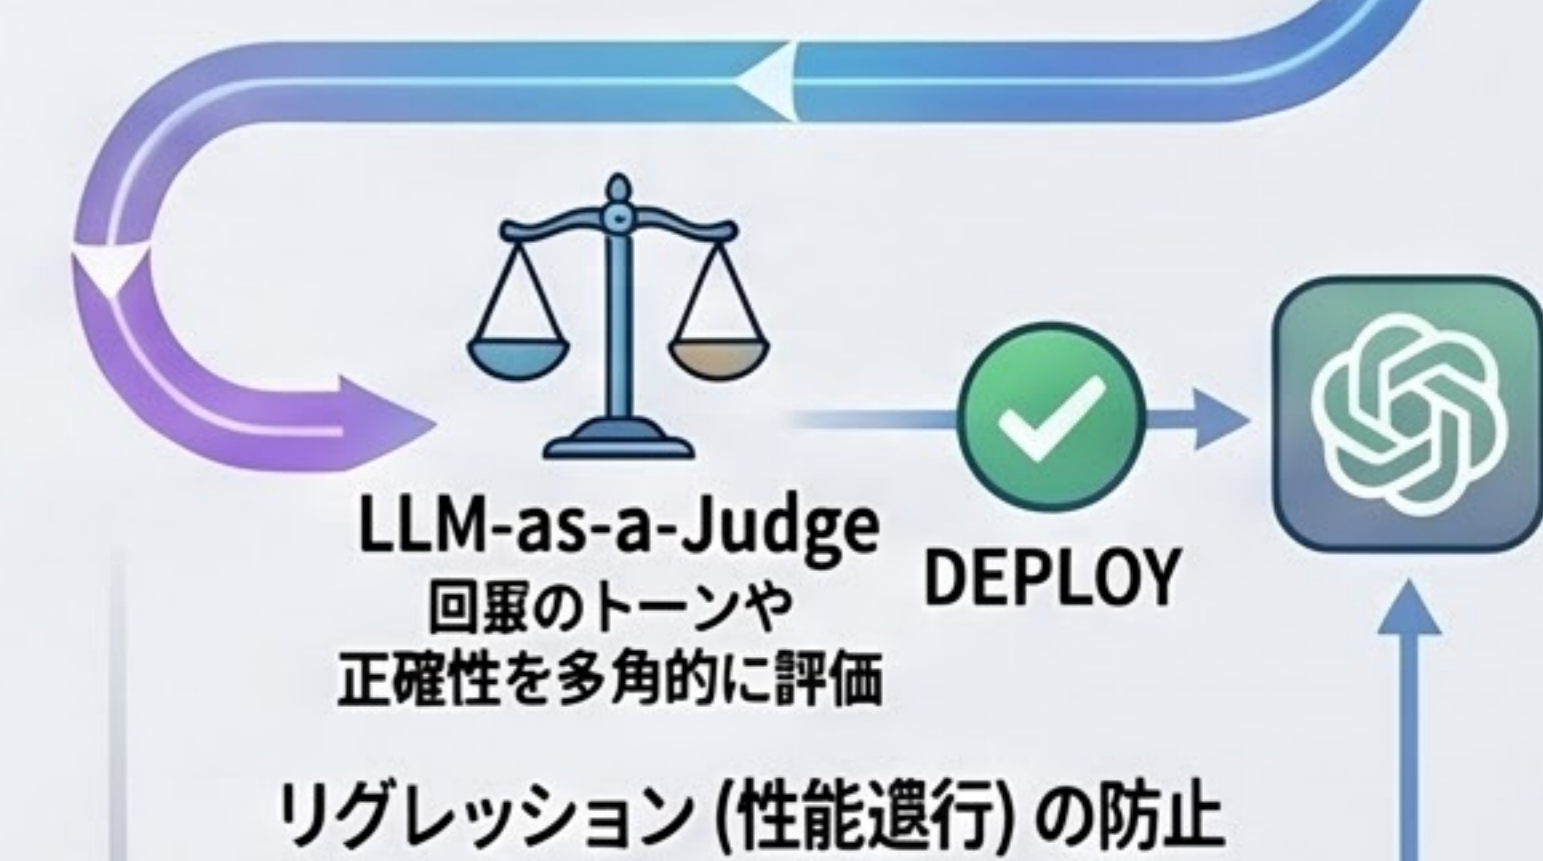 LLM-as-a-Judge
回のトーンや
正確性を多角的に評価
DEPLOY
リグレッション (性能行) の防止